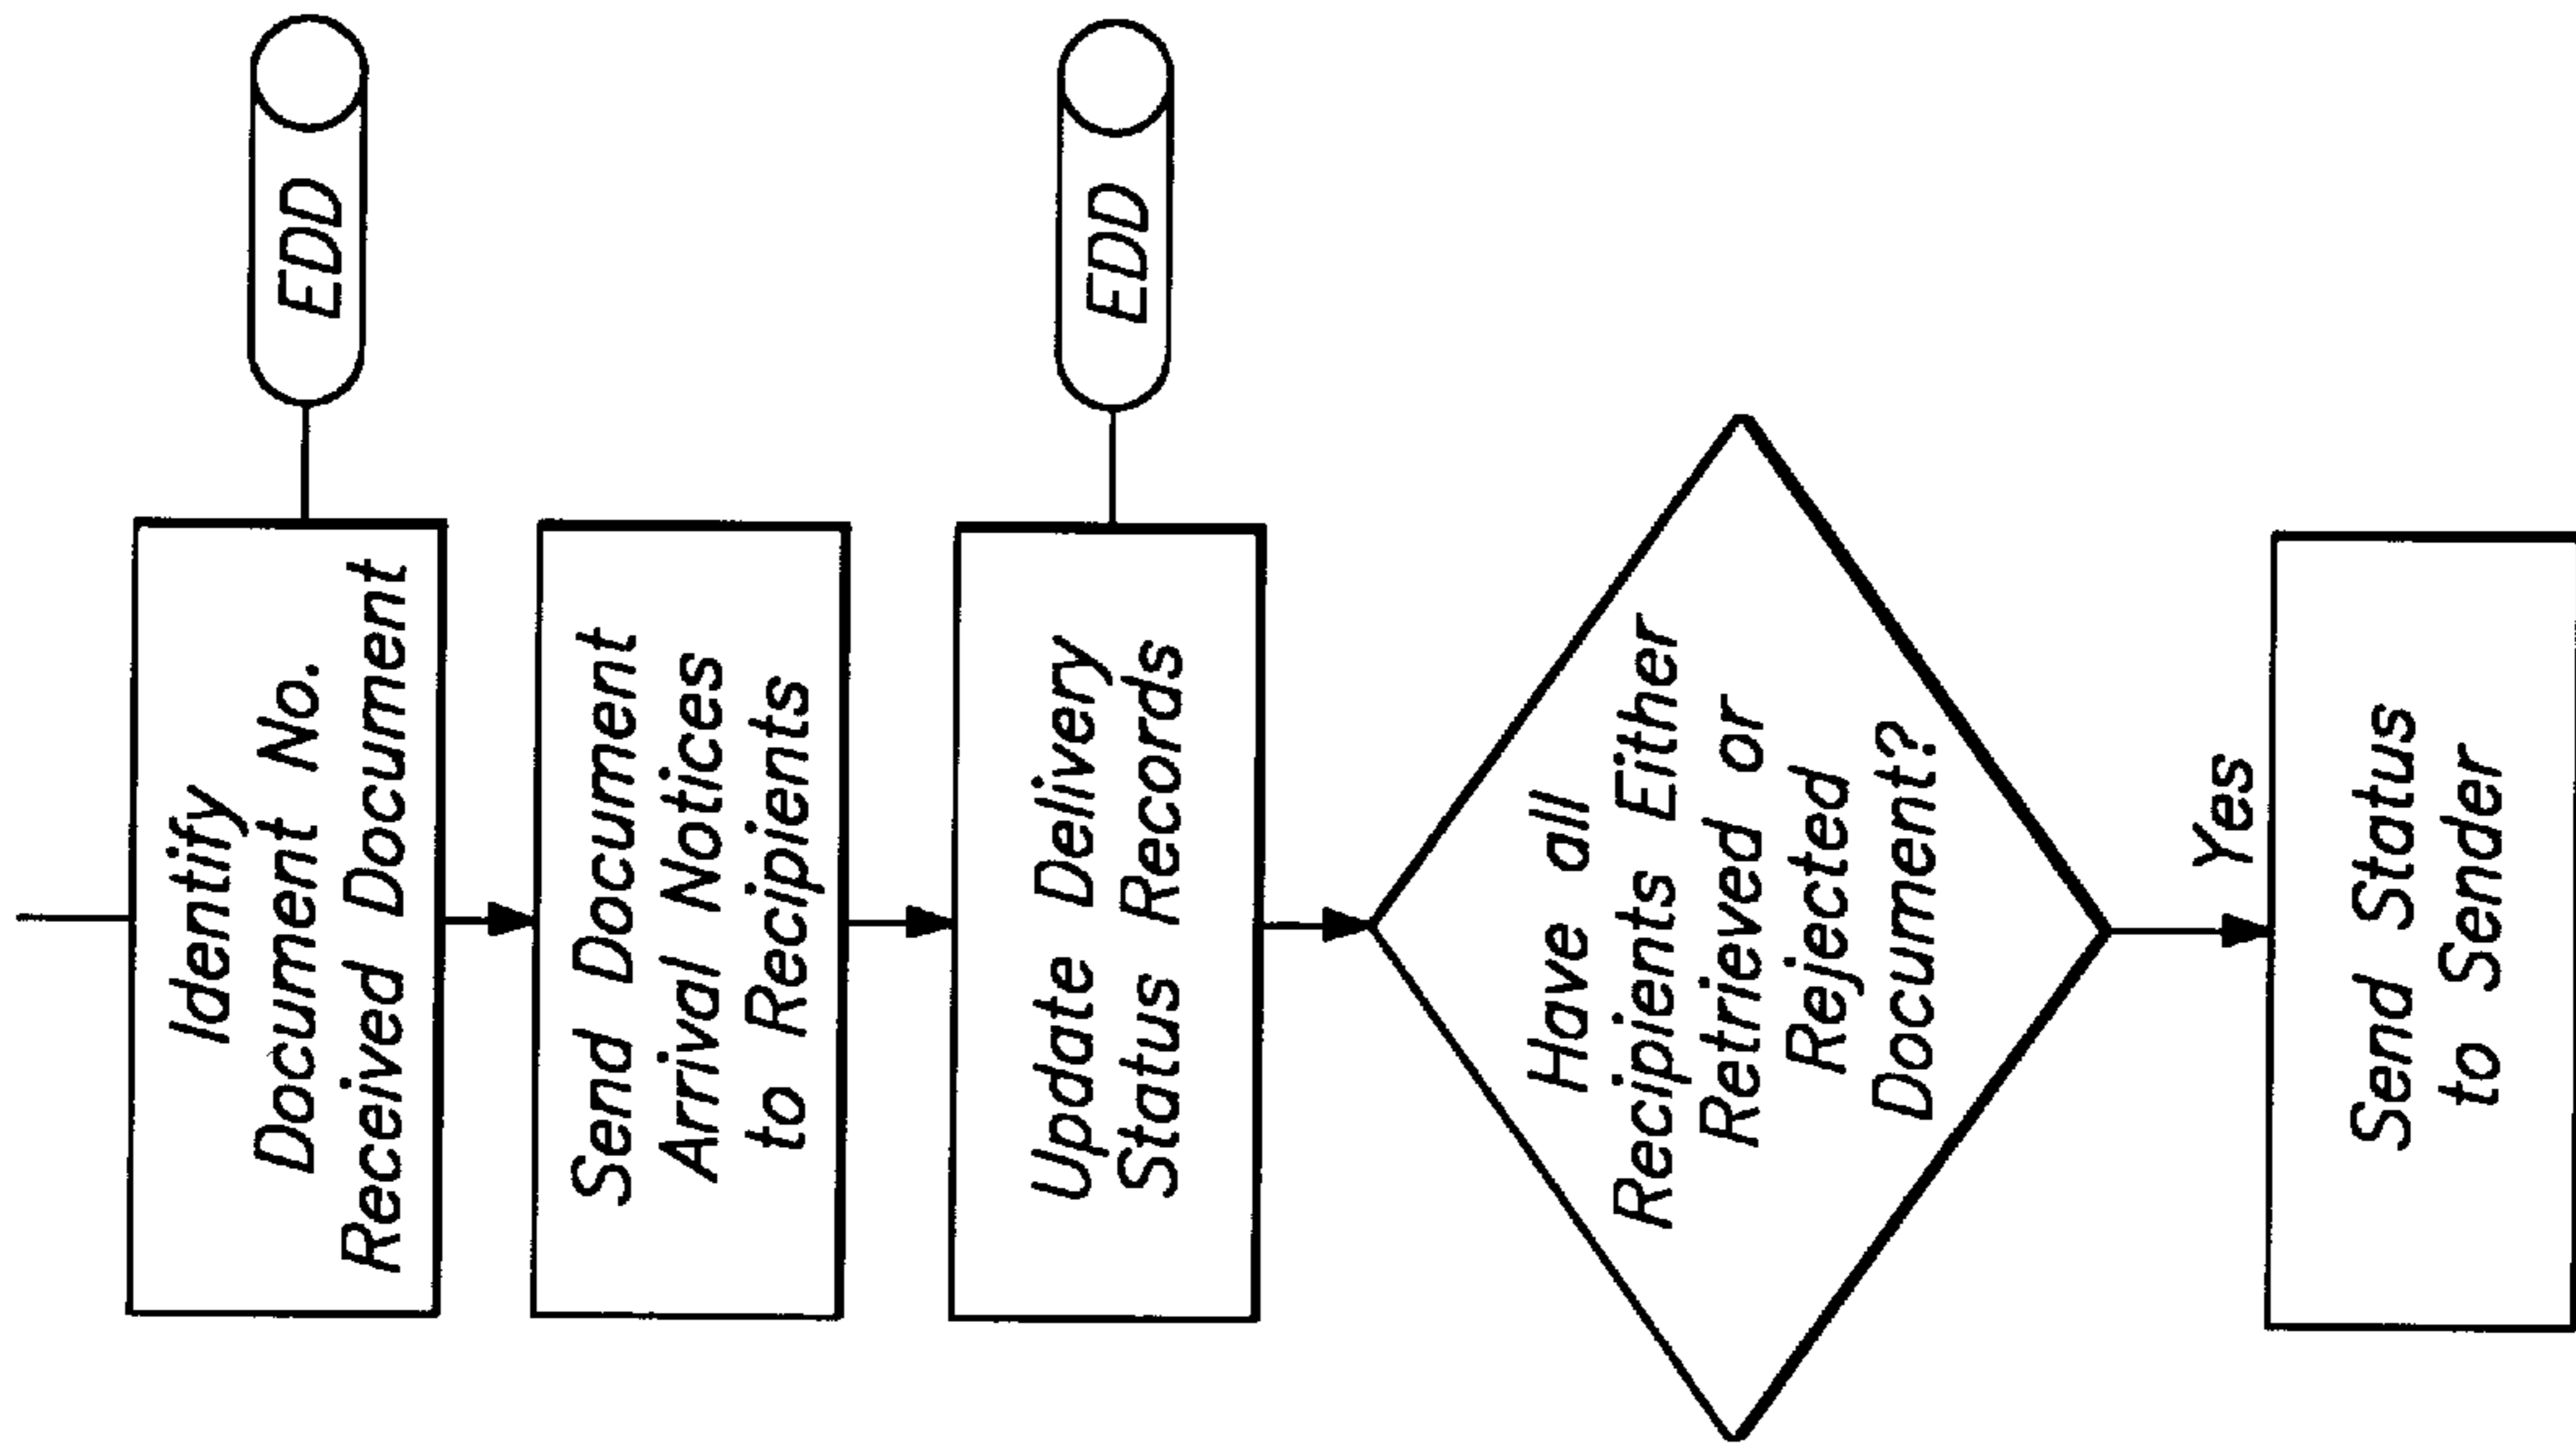 Identify
Document No.
Received Document
EDD
Send Document
Arrival Notices
to Recipients
Update Delivery
Status Records
EDD
Have all
Recipients Either
Retrieved or
Rejected
Document?
Yes
Send Status
to Sender